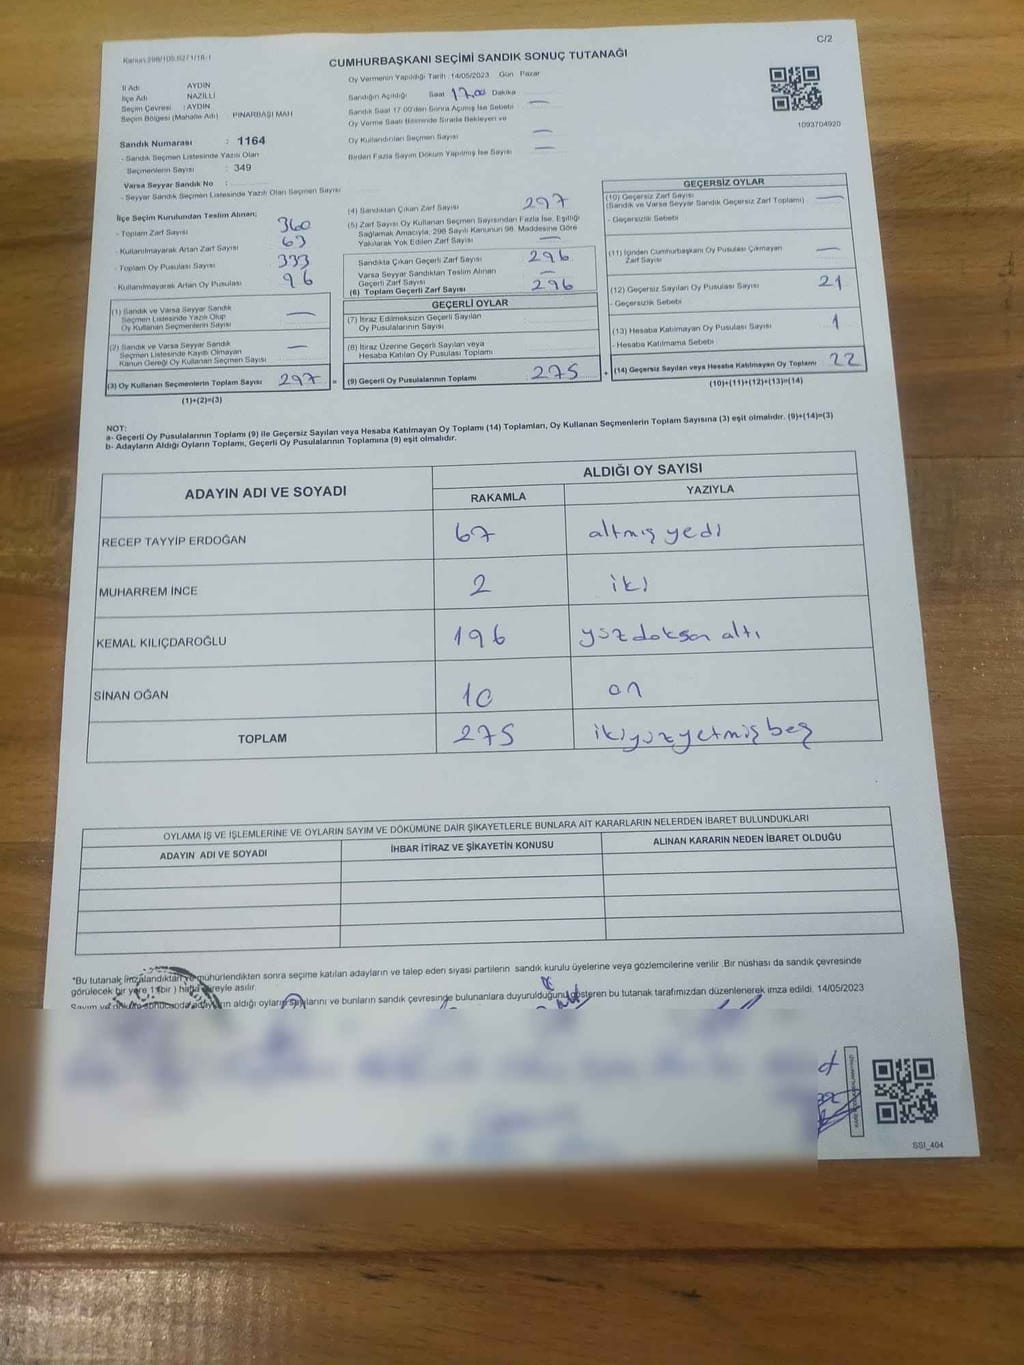 C/2
CUMHURBAŞKANI SEÇİMİ SANDIK SONUÇ TUTANAĞI
İl Adı AYDIN
İlçe Adı NAZİLLİ
Seçim Çevresi : AYDIN
Seçim Bölgesi (Mahalle Adı) : PINARBAŞI MAH
Sandık Numarası : 1164
- Sandık Seçmen Listesinde Yazılı Olan
Seçmenlerin Sayısı : 349
Varsa Seyyar Sandık No :
- Seyyar Sandık Seçmen Listesinde Yazılı Olan Seçmen Sayısı
Oy Vermenin Yapıldığı Tarih :14/05/2023 Gün Pazar
Sandığın Açıldığı Saat 17.00 Dakika
Sandık Saat 17.00'den Sonra Açılmış İse Sebebi —
Oy Verme Saati Bitiminde Sırada Bekleyen ve
Oy Kullandırılan Seçmen Sayısı —
Birden Fazla Sayım Döküm Yapılmış İse Sayısı —
1093704920
İlçe Seçim Kurulundan Teslim Alınan;
- Toplam Zarf Sayısı 360
- Kullanılmayarak Artan Zarf Sayısı 63
- Toplam Oy Pusulası Sayısı 333
- Kullanılmayarak Artan Oy Pusulası 96
(1) Sandık ve Varsa Seyyar Sandık
Seçmen Listesinde Yazılı Olup
Oy Kullanan Seçmenlerin Sayısı —
(2) Sandık ve Varsa Seyyar Sandık
Seçmen Listesinde Kayıtlı Olmayan
Kanun Gereği Oy Kullanan Seçmen Sayısı —
(3) Oy Kullanan Seçmenlerin Toplam Sayısı 297
(1)+(2)=(3)
(4) Sandıktan Çıkan Zarf Sayısı 297
(5) Zarf Sayısı Oy Kullanan Seçmen Sayısından Fazla İse, Eşitliği
Sağlamak Amacıyla, 298 Sayılı Kanunun 98. Maddesine Göre
Yakılarak Yok Edilen Zarf Sayısı —
Sandıkta Çıkan Geçerli Zarf Sayısı 296
Varsa Seyyar Sandıktan Teslim Alınan
Geçerli Zarf Sayısı —
(6) Toplam Geçerli Zarf Sayısı 296
GEÇERLİ OYLAR
(7) İtiraz Edilmeksizin Geçerli Sayılan
Oy Pusulalarının Sayısı
(8) İtiraz Üzerine Geçerli Sayılan veya
Hesaba Katılan Oy Pusulası Toplamı
= (9) Geçerli Oy Pusulalarının Toplamı 275
GEÇERSİZ OYLAR
(10) Geçersiz Zarf Sayısı
(Sandık ve Varsa Seyyar Sandık Geçersiz Zarf Toplamı) —
- Geçersizlik Sebebi
(11) İçinden Cumhurbaşkanı Oy Pusulası Çıkmayan
Zarf Sayısı —
(12) Geçersiz Sayılan Oy Pusulası Sayısı 21
- Geçersizlik Sebebi
(13) Hesaba Katılmayan Oy Pusulası Sayısı 1
- Hesaba Katılmama Sebebi
+ (14) Geçersiz Sayılan veya Hesaba Katılmayan Oy Toplamı 22
(10)+(11)+(12)+(13)=(14)
NOT:
a- Geçerli Oy Pusulalarının Toplamı (9) ile Geçersiz Sayılan veya Hesaba Katılmayan Oy Toplamı (14) Toplamları, Oy Kullanan Seçmenlerin Toplam Sayısına (3) eşit olmalıdır. (9)+(14)=(3)
b- Adayların Aldığı Oyların Toplamı, Geçerli Oy Pusulalarının Toplamına (9) eşit olmalıdır.
ADAYIN ADI VE SOYADI ALDIĞI OY SAYISI
RAKAMLA YAZIYLA
RECEP TAYYİP ERDOĞAN 67 altmış yedi
MUHARREM İNCE 2 iki
KEMAL KILIÇDAROĞLU 196 yüzdoksan altı
SİNAN OĞAN 10 on
TOPLAM 275 ikiyüzyetmişbeş
OYLAMA İŞ VE İŞLEMLERİNE VE OYLARIN SAYIM VE DÖKÜMÜNE DAİR ŞİKAYETLERLE BUNLARA AİT KARARLARIN NELERDEN İBARET BULUNDUKLARI
ADAYIN ADI VE SOYADI İHBAR İTİRAZ VE ŞİKAYETİN KONUSU ALINAN KARARIN NEDEN İBARET OLDUĞU
*Bu tutanak imzalandıktan ve mühürlendikten sonra seçime katılan adayların ve talep eden siyasi partilerin sandık kurulu üyelerine veya gözlemcilerine verilir .Bir nüshası da sandık çevresinde
görülecek bir yere 1 (bir ) hafta süreyle asılır.
Sayım ve döküm sonucunda adayların aldığı oyların sayılarını ve bunların sandık çevresinde bulunanlara duyurulduğunu gösteren bu tutanak tarafımızdan düzenlenerek imza edildi. 14/05/2023
SSI_404